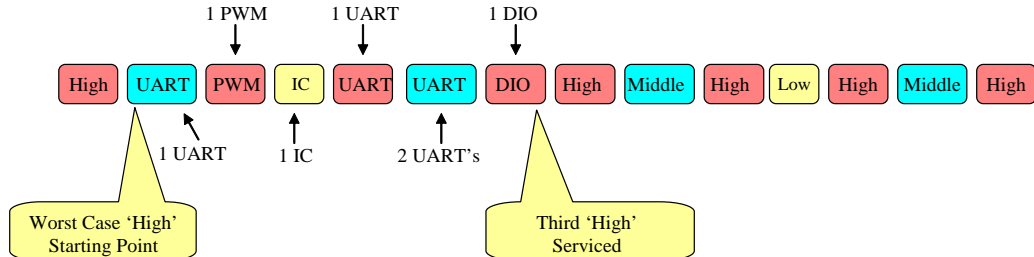 1 PWM
1 UART
1 DIO
High
UART
PWM
IC
UART
UART
DIO
High
Middle
High
Low
High
Middle
High
1 UART
1 IC
2 UART's
Worst Case ‘High’
Starting Point
Third ‘High’
Serviced